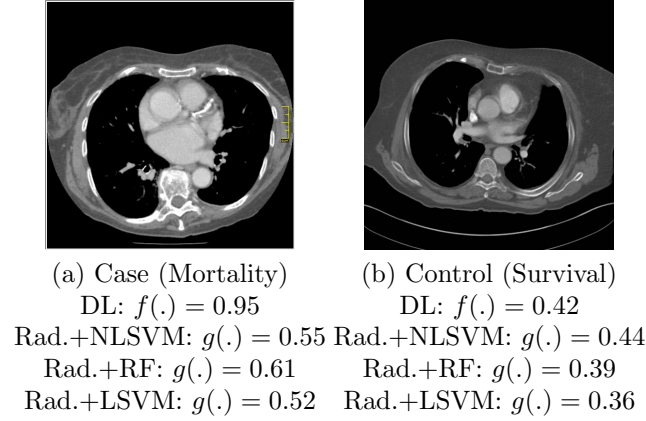 (a) Case (Mortality)
DL: f(.) = 0.95
Rad.+NLSVM: g(.) = 0.55
Rad.+RF: g(.) = 0.61
Rad.+LSVM: g(.) = 0.52
(b) Control (Survival)
DL: f(.) = 0.42
Rad.+NLSVM: g(.) = 0.44
Rad.+RF: g(.) = 0.39
Rad.+LSVM: g(.) = 0.36